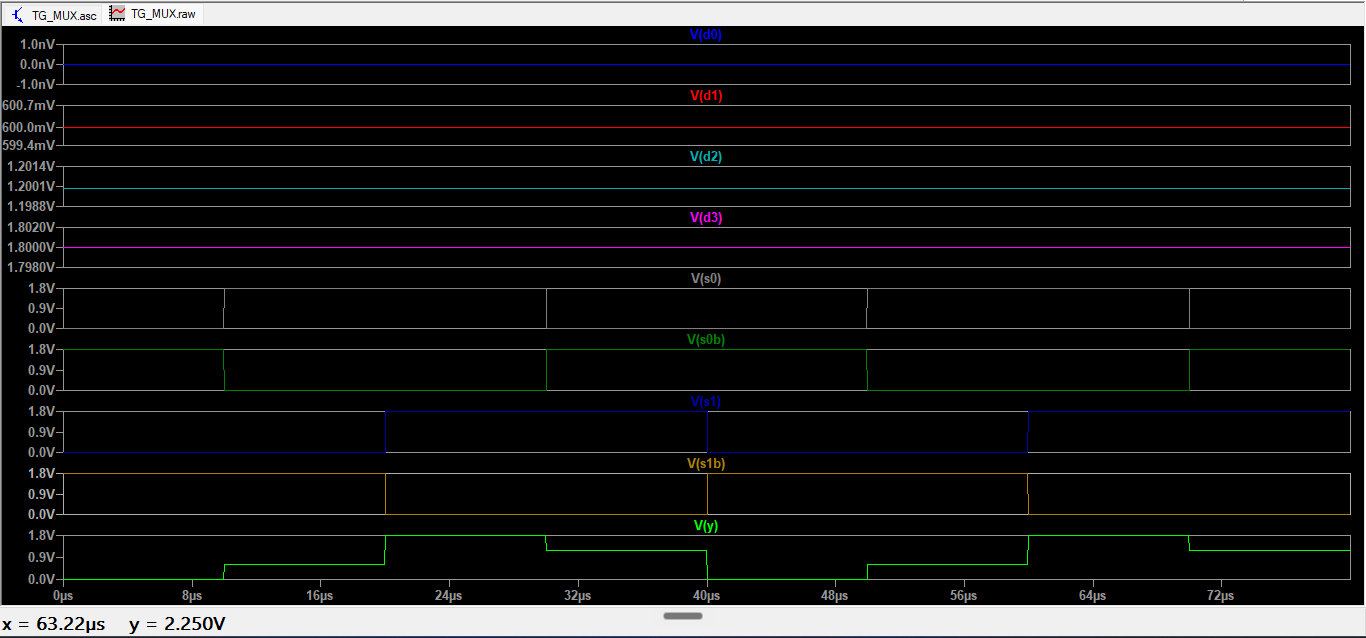 TG_MUX.asc TG_MUX.raw
V(d0)
1.0nV
0.0nV
-1.0nV
V(d1)
600.7mV
600.0mV
599.4mV
V(d2)
1.2014V
1.2001V
1.1988V
V(d3)
1.8020V
1.8000V
1.7980V
V(s0)
1.8V
0.9V
0.0V
V(s0b)
1.8V
0.9V
0.0V
V(s1)
1.8V
0.9V
0.0V
V(s1b)
1.8V
0.9V
0.0V
V(y)
1.8V
0.9V
0.0V
0µs 8µs 16µs 24µs 32µs 40µs 48µs 56µs 64µs 72µs
x = 63.22µs y = 2.250V